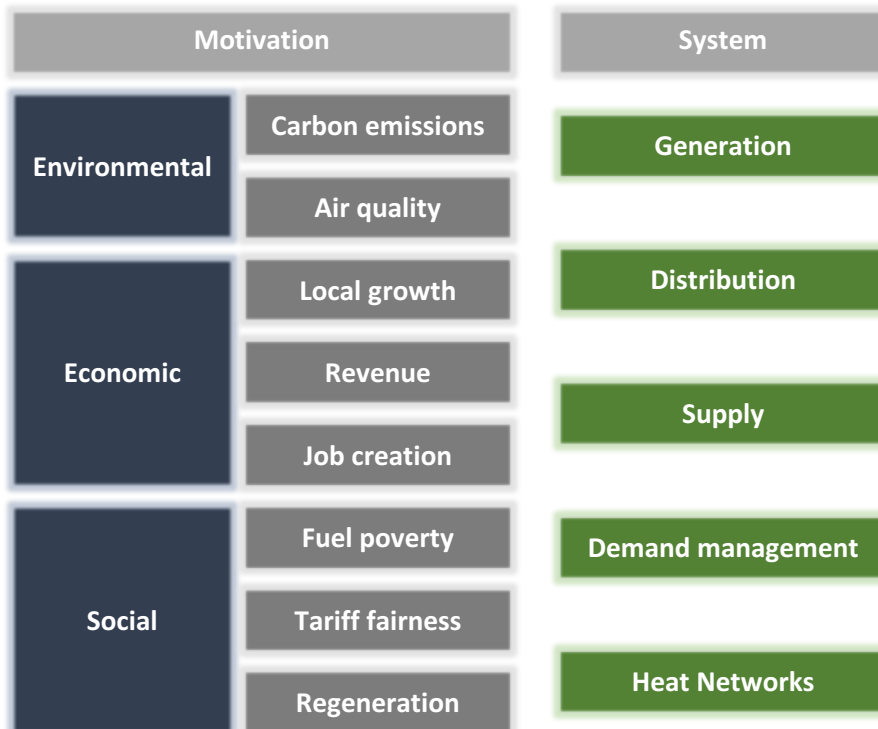 Motivation
Environmental
Carbon emissions
Air quality
Economic
Local growth
Revenue
Job creation
Social
Fuel poverty
Tariff fairness
Regeneration
System
Generation
Distribution
Supply
Demand management
Heat Networks